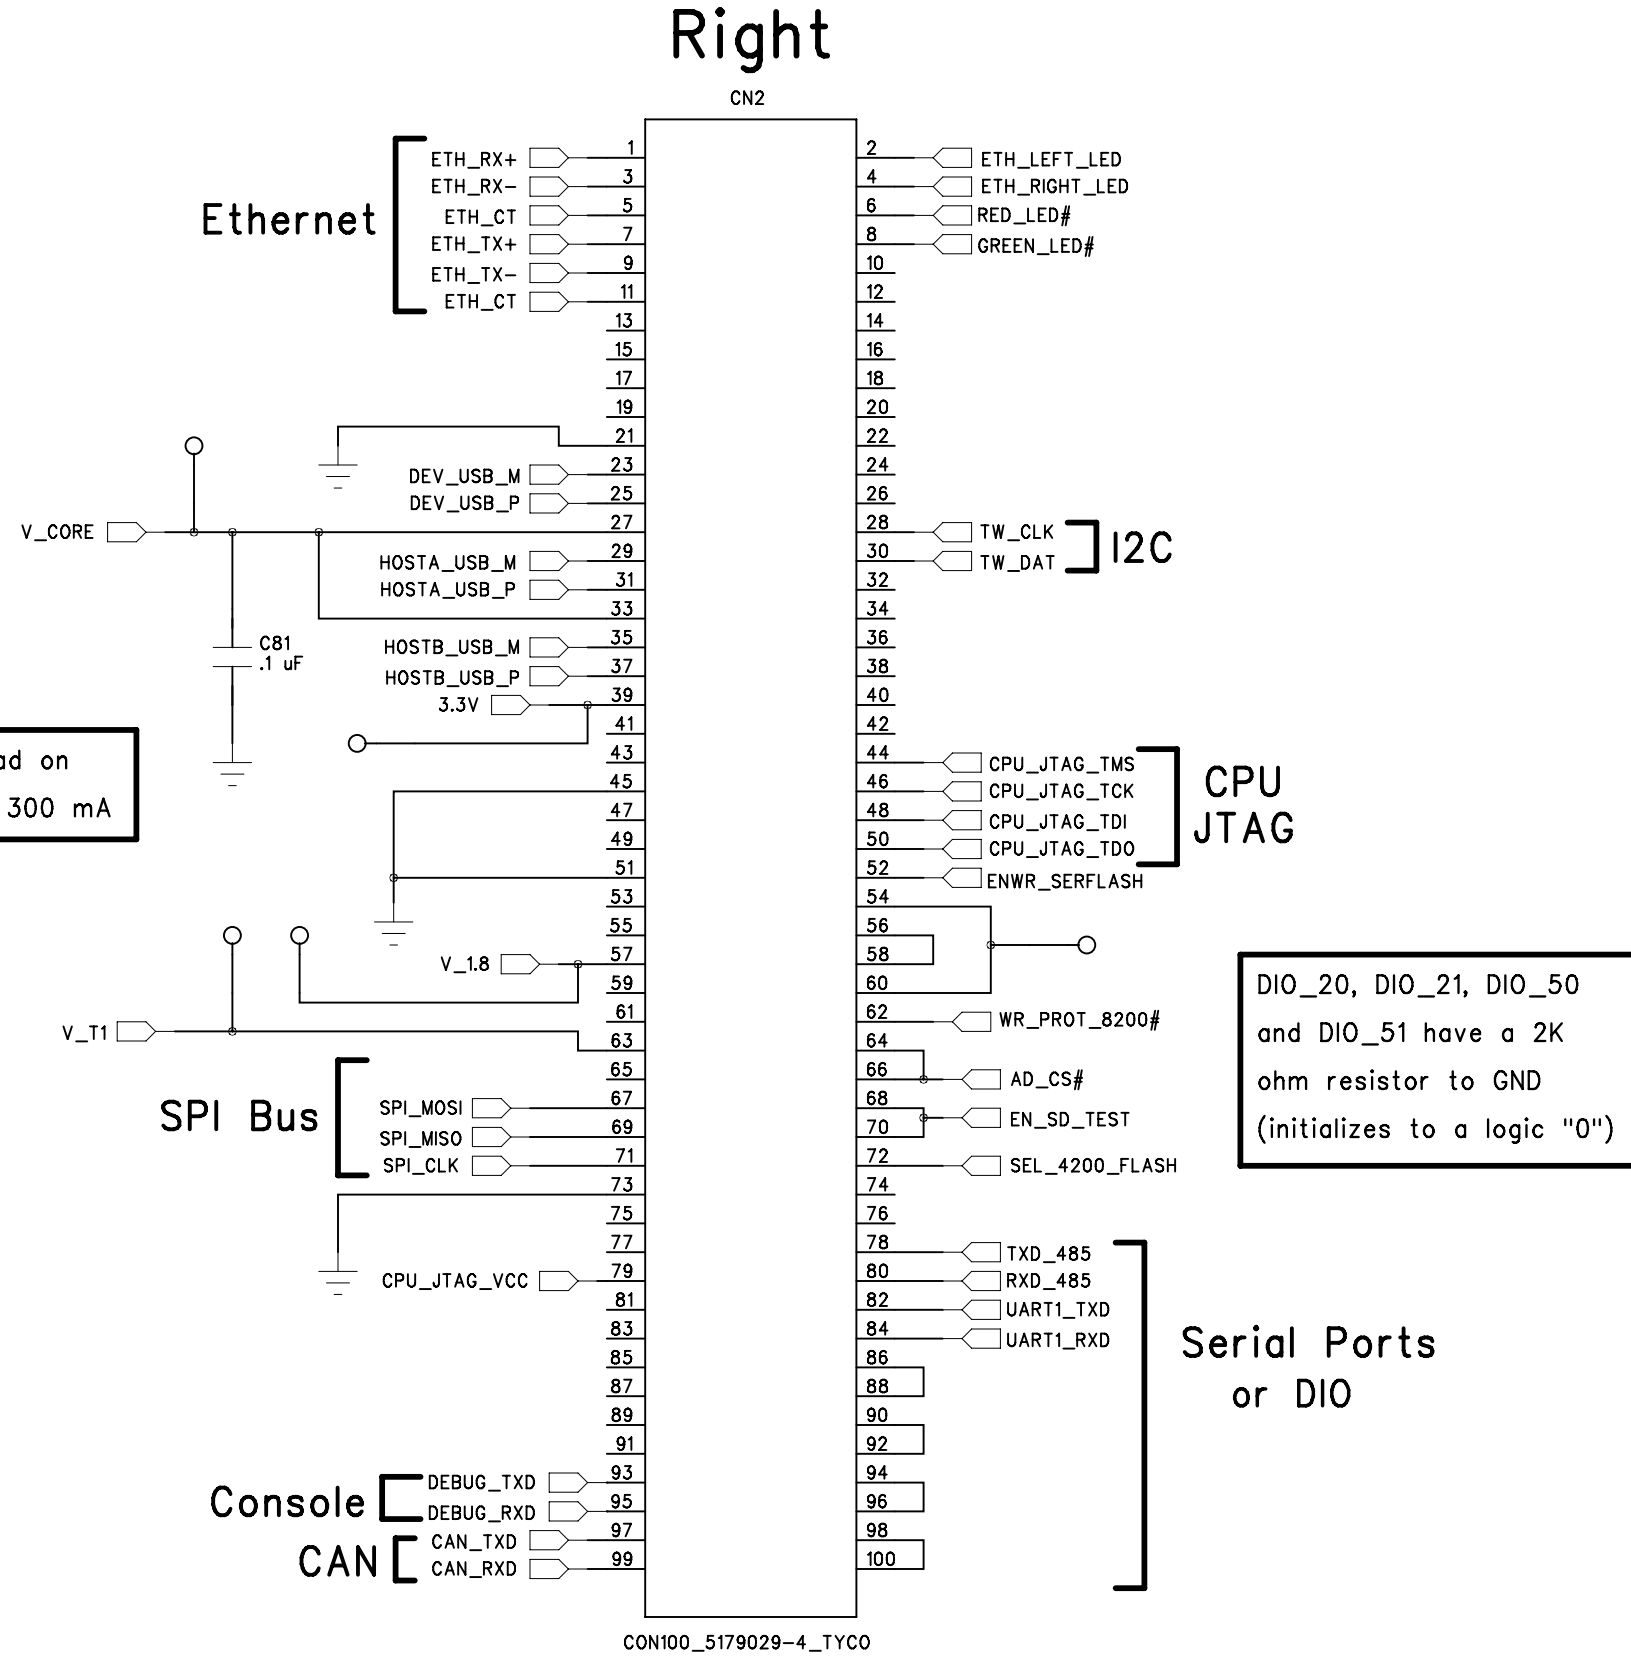 Right
CN2
Ethernet
ETH_RX+ 1
ETH_RX- 3
ETH_CT 5
ETH_TX+ 7
ETH_TX- 9
ETH_CT 11
13
15
17
19
21
DEV_USB_M 23
DEV_USB_P 25
V_CORE 27
HOSTA_USB_M 29
HOSTA_USB_P 31
33
C81
.1 uF
HOSTB_USB_M 35
HOSTB_USB_P 37
3.3V 39
41
43
45
47
49
51
53
55
V_1.8 57
59
61
V_T1 63
65
SPI Bus
SPI_MOSI 67
SPI_MISO 69
SPI_CLK 71
73
75
77
CPU_JTAG_VCC 79
81
83
85
87
89
91
Console
DEBUG_TXD 93
DEBUG_RXD 95
CAN
CAN_TXD 97
CAN_RXD 99
on
300 mA
2 ETH_LEFT_LED
4 ETH_RIGHT_LED
6 RED_LED#
8 GREEN_LED#
10
12
14
16
18
20
22
24
26
28 TW_CLK
30 TW_DAT
I2C
32
34
36
38
40
42
44 CPU_JTAG_TMS
46 CPU_JTAG_TCK
48 CPU_JTAG_TDI
50 CPU_JTAG_TDO
CPU
JTAG
52 ENWR_SERFLASH
54
56
58
60
62 WR_PROT_8200#
64
66 AD_CS#
68
EN_SD_TEST
70
72 SEL_4200_FLASH
74
76
78 TXD_485
80 RXD_485
82 UART1_TXD
84 UART1_RXD
86
88
90
92
94
96
98
100
Serial Ports
or DIO
DIO_20, DIO_21, DIO_50
and DIO_51 have a 2K
ohm resistor to GND
(initializes to a logic "0")
CON100_5179029-4_TYCO